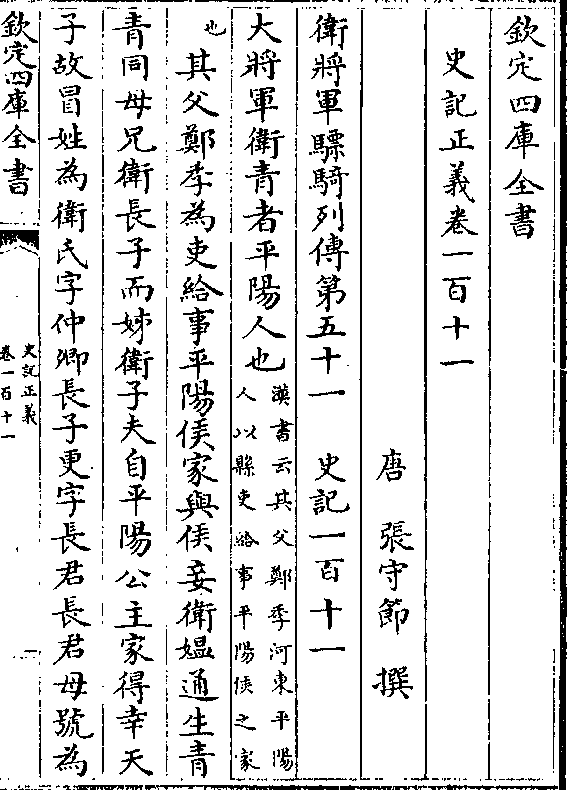 欽定四庫全書
史記正義卷一百十一
唐 張守節 撰
衛將軍驃騎列傳第五十一 史記一百十一
大將軍衛青者平陽人也漢書云其父鄭季河東平陽
人以縣吏給事平陽侯之家
也其父鄭季為吏給事平陽侯家與侯妾衛媼通生青
青同母兄衛長子而姊衛子夫自平陽公主家得幸天
子故冒姓為衛氏字仲卿長子更字長君長君母號為
欽定四庫全書
史記正義
卷一百十一
一